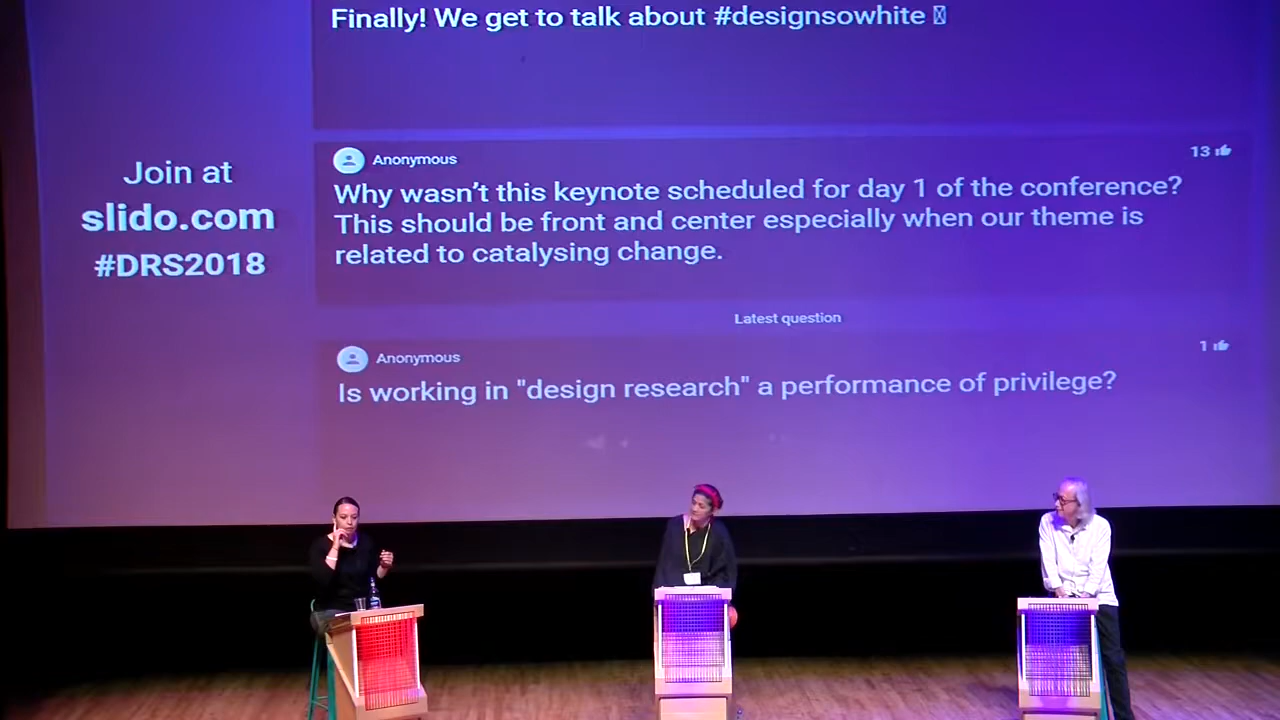 Finally! We get to talk about #designsowhite
Join at
slido.com
#DRS2018
Anonymous
13
Why wasn't this keynote scheduled for day 1 of the conference?
This should be front and center especially when our theme is
related to catalysing change.
Latest question
Anonymous
1
Is working in "design research" a performance of privilege?